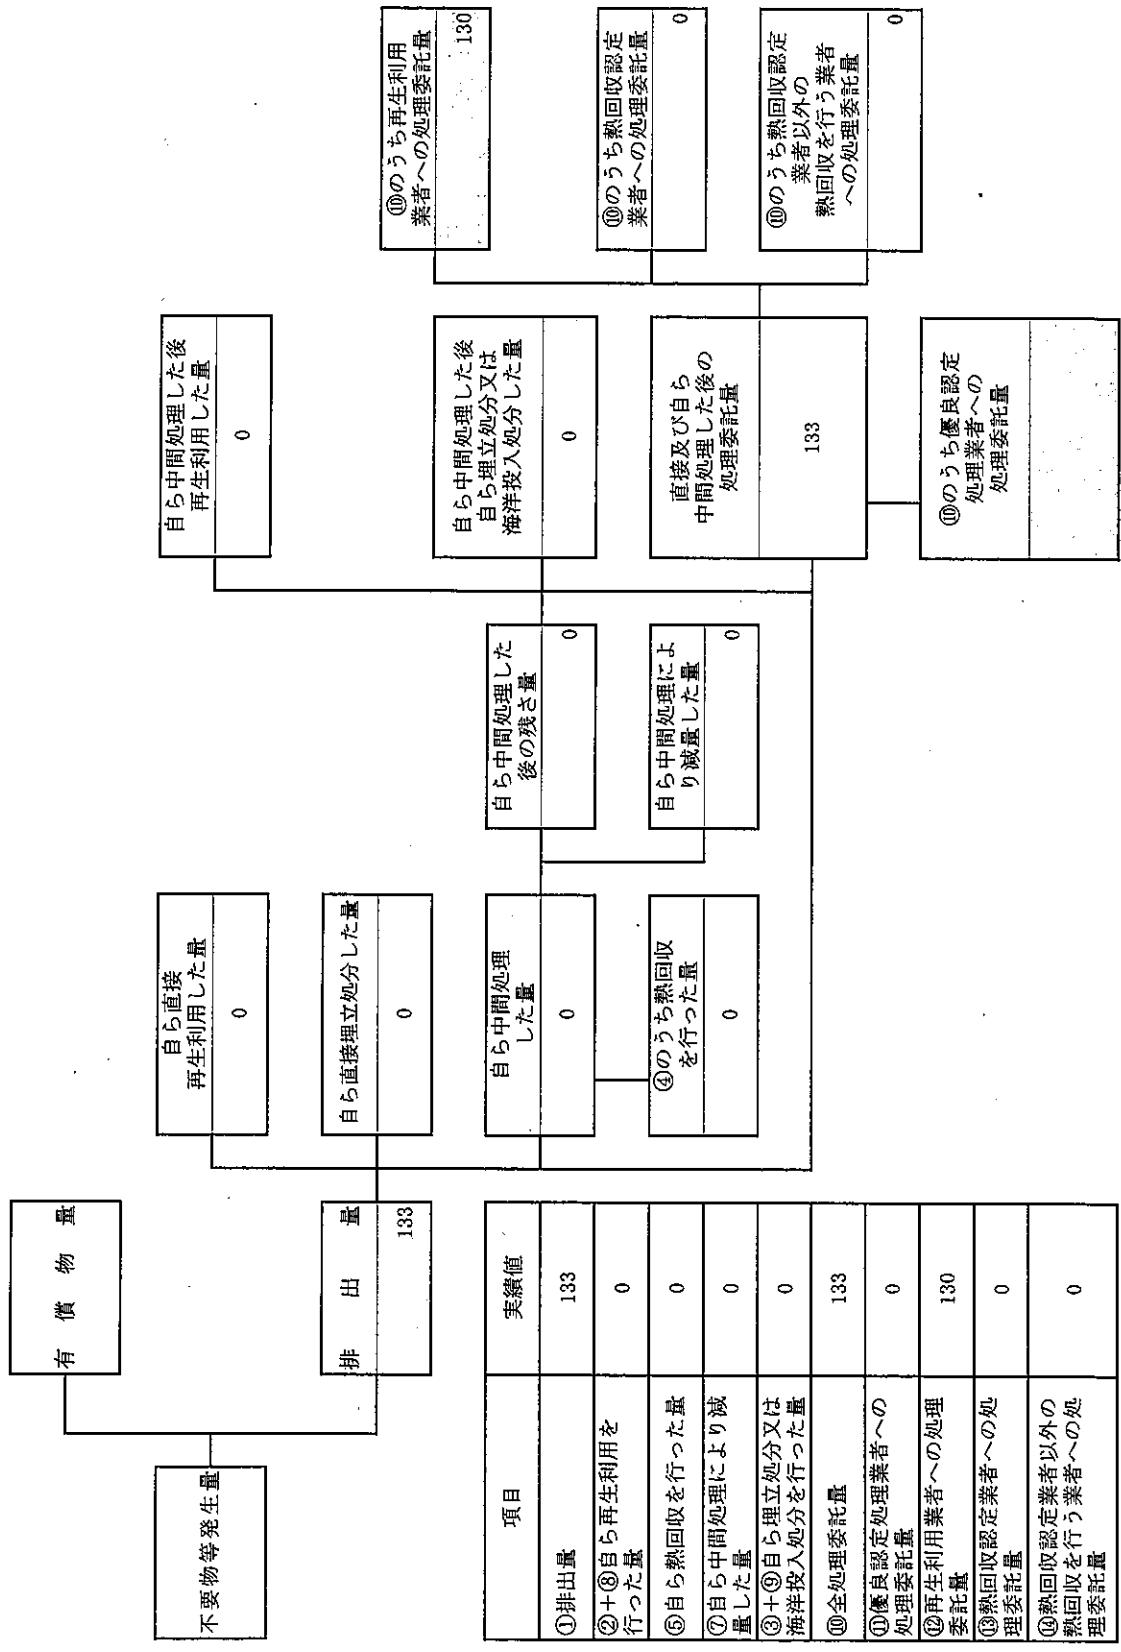 不要物等発生量
有償物量
排出量
133
自ら直接
再生利用した量
0
自ら直接埋立処分した量
0
自ら中間処理
した量
0
④のうち熱回収
を行った量
0
自ら中間処理した
後の残さ量
0
自ら中間処理によ
り減量した量
0
自ら中間処理した後
再生利用した量
0
自ら中間処理した後
自ら埋立処分又は
海洋投入処分した量
0
直接及び自ら
中間処理した後の
処理委託量
133
⑩のうち優良認定
処理業者への
処理委託量
⑩のうち再生利用
業者への処理委託量
130
⑩のうち熱回収認定
業者への処理委託量
0
⑩のうち熱回収認定
業者以外の
熱回収を行う業者
への処理委託量
0
項目 実績値
①排出量 133
②+⑧自ら再生利用を
行った量 0
⑤自ら熱回収を行った量 0
⑦自ら中間処理により減
量した量 0
③+⑨自ら埋立処分又は
海洋投入処分を行った量 0
⑩全処理委託量 133
⑪優良認定処理業者への
処理委託量 0
⑫再生利用業者への処理
委託量 130
⑬熱回収認定業者への処
理委託量 0
⑭熱回収認定業者以外の
熱回収を行う業者への処
理委託量 0